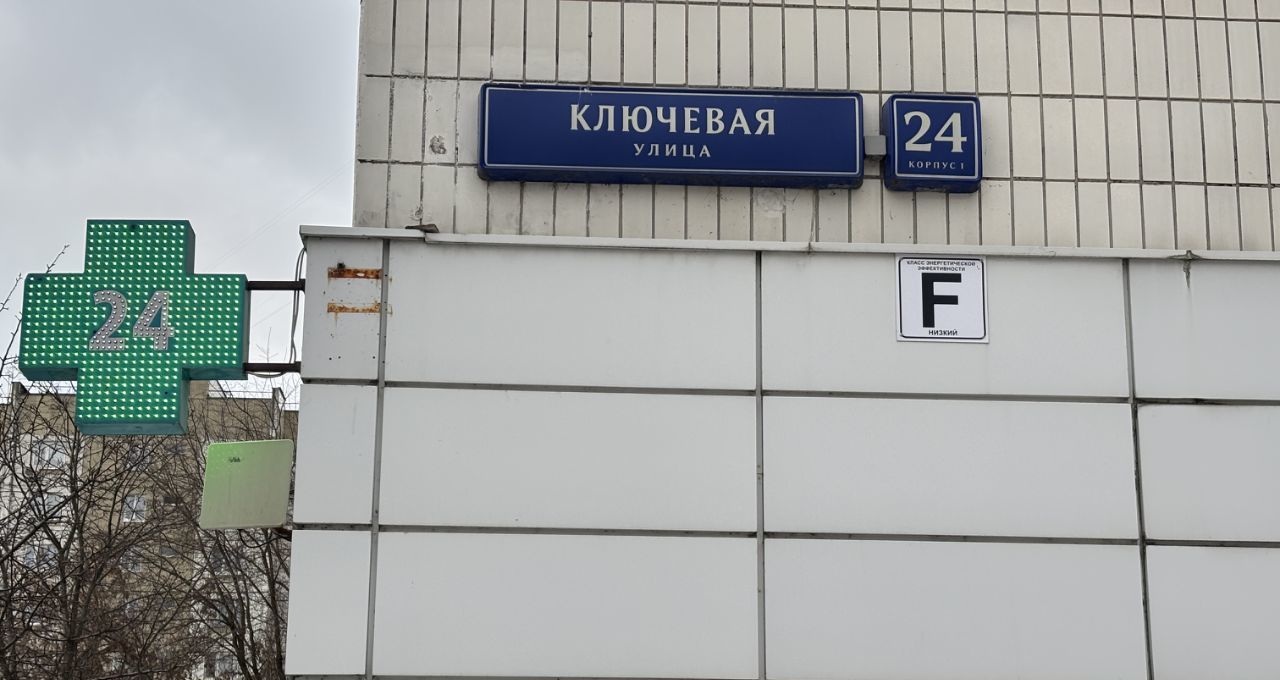 КЛЮЧЕВАЯ
УЛИЦА
24
КОРПУС 1
КЛАСС ЭНЕРГЕТИЧЕСКОЙ
ЭФФЕКТИВНОСТИ
F
НИЗКИЙ
24